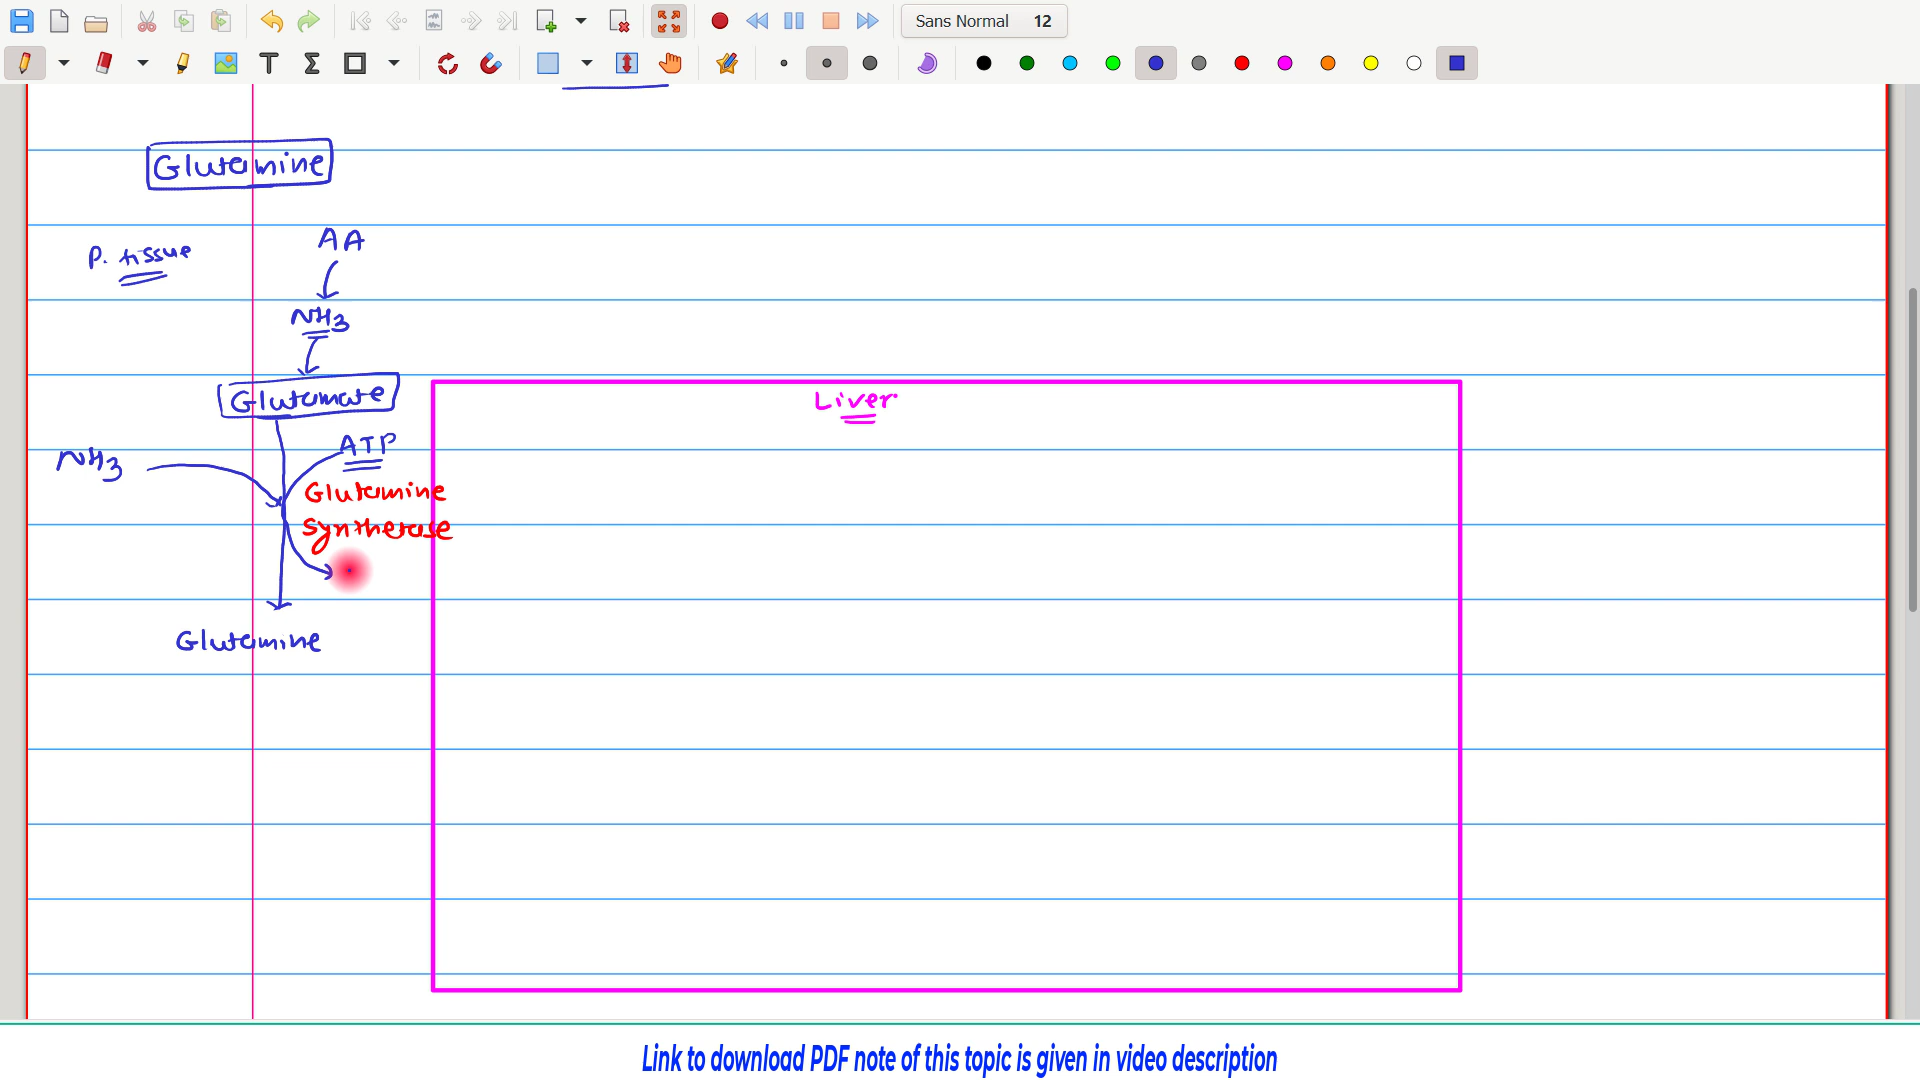 Sans Normal 12
Glutamine
P. tissue
AA
NH3
Glutamate
Liver
ATP
NH3
Glutamine
synthetase
Glutamine
Link to download PDF note of this topic is given in video description